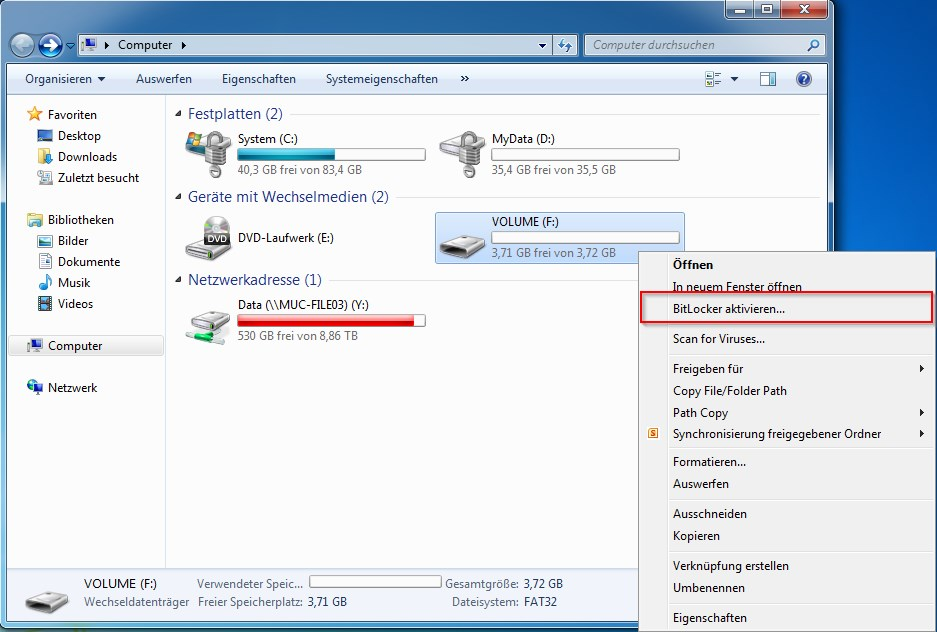 Computer
Computer durchsuchen
Organisieren
Auswerfen
Eigenschaften
Systemeigenschaften
»
Favoriten
Desktop
Downloads
Zuletzt besucht
Bibliotheken
Bilder
Dokumente
Musik
Videos
Computer
Netzwerk
Festplatten (2)
System (C:)
40,3 GB frei von 83,4 GB
MyData (D:)
35,4 GB frei von 35,5 GB
Geräte mit Wechselmedien (2)
DVD
DVD-Laufwerk (E:)
VOLUME (F:)
3,71 GB frei von 3,72 GB
Netzwerkadresse (1)
Data (\\MUC-FILE03) (Y:)
530 GB frei von 8,86 TB
Öffnen
In neuem Fenster öffnen
BitLocker aktivieren...
Scan for Viruses...
Freigeben für
Copy File/Folder Path
Path Copy
S
Synchronisierung freigegebener Ordner
Formatieren...
Auswerfen
Ausschneiden
Kopieren
Verknüpfung erstellen
Umbenennen
Eigenschaften
VOLUME (F:)
Verwendeter Speic...
Gesamtgröße: 3,72 GB
Wechseldatenträger
Freier Speicherplatz: 3,71 GB
Dateisystem: FAT32